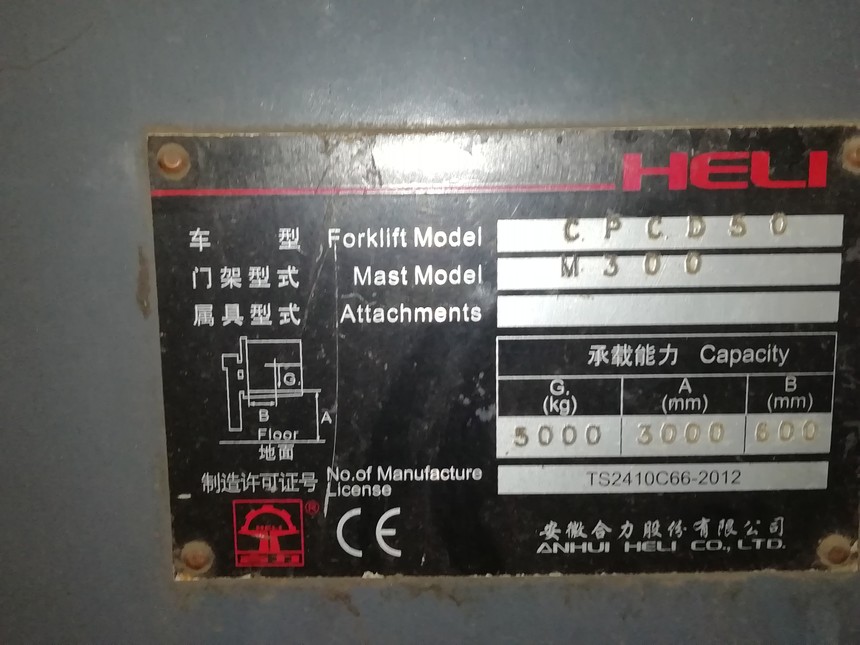 HELI
车型 Forklift Model CPCD50
门架型式 Mast Model M300
属具型式 Attachments
承载能力 Capacity
G. (kg) A (mm) B (mm)
5000 3000 600
G.
B
A
Floor
地面
制造许可证号 No.of Manufacture License TS2410C66-2012
HELI
合力
®
CE
安徽合力股份有限公司
ANHUI HELI CO., LTD.